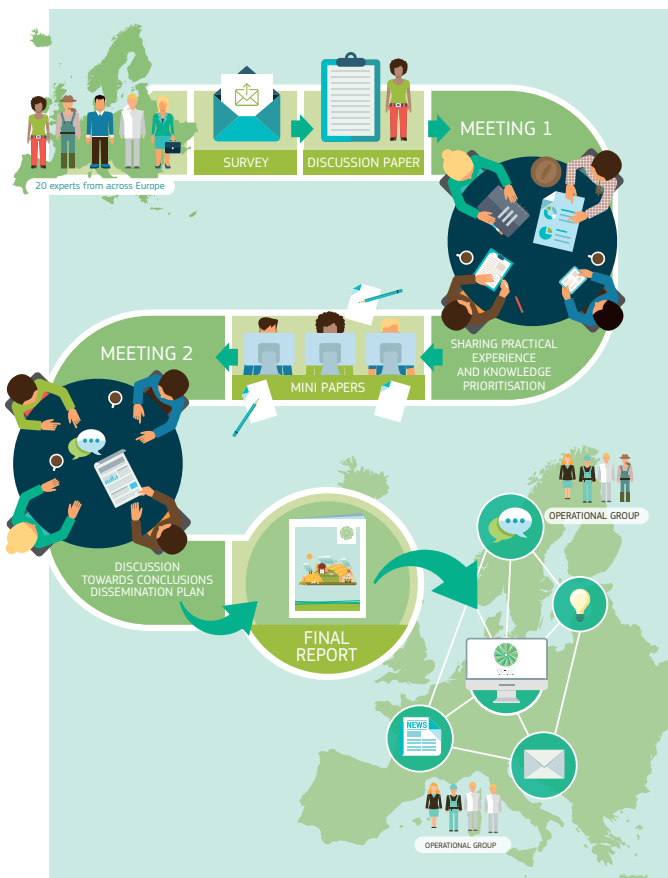 20 experts from across Europe
SURVEY
DISCUSSION PAPER
MEETING 1
SHARING PRACTICAL
EXPERIENCE
AND KNOWLEDGE
PRIORITISATION
MINI PAPERS
MEETING 2
DISCUSSION
TOWARDS CONCLUSIONS
DISSEMINATION PLAN
FINAL
REPORT
OPERATIONAL GROUP
NEWS
OPERATIONAL GROUP